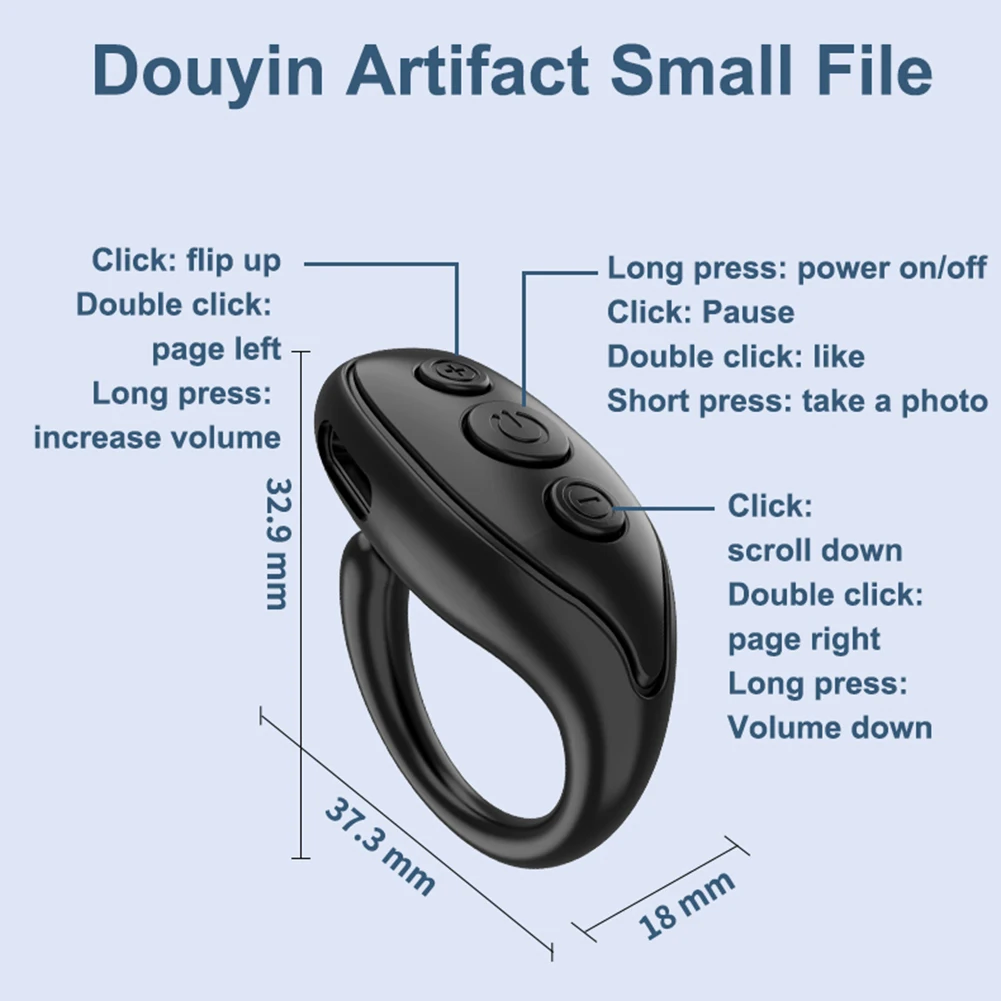 Douyin Artifact Small File
Click: flip up
Double click:
page left
Long press:
increase volume
Long press: power on/off
Click: Pause
Double click: like
Short press: take a photo
Click:
scroll down
Double click:
page right
Long press:
Volume down
32.9 mm
37.3 mm
18 mm